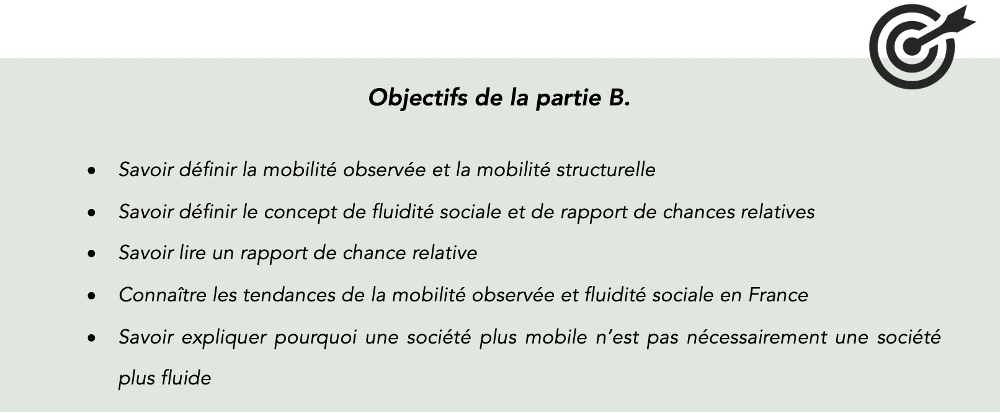 Objectifs de la partie B.
• Savoir définir la mobilité observée et la mobilité structurelle
• Savoir définir le concept de fluidité sociale et de rapport de chances relatives
• Savoir lire un rapport de chance relative
• Connaître les tendances de la mobilité observée et fluidité sociale en France
• Savoir expliquer pourquoi une société plus mobile n’est pas nécessairement une société
plus fluide